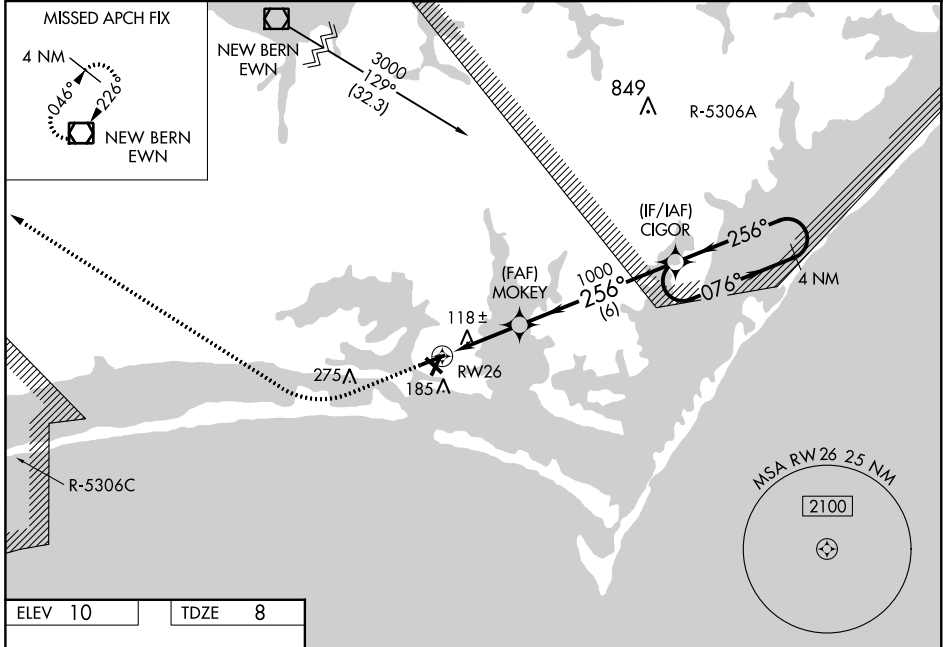 MISSED APCH FIX
4 NM
046°
226°
NEW BERN
EWN
NEW BERN
EWN
3000
129°
(32.3)
849
R-5306A
(IF/IAF)
CIGOR
256°
076°
4 NM
(FAF)
MOKEY
1000
256°
(6)
118 ±
RW26
275
185
R-5306C
MSA RW 26 25 NM
2100
ELEV 10
TDZE 8